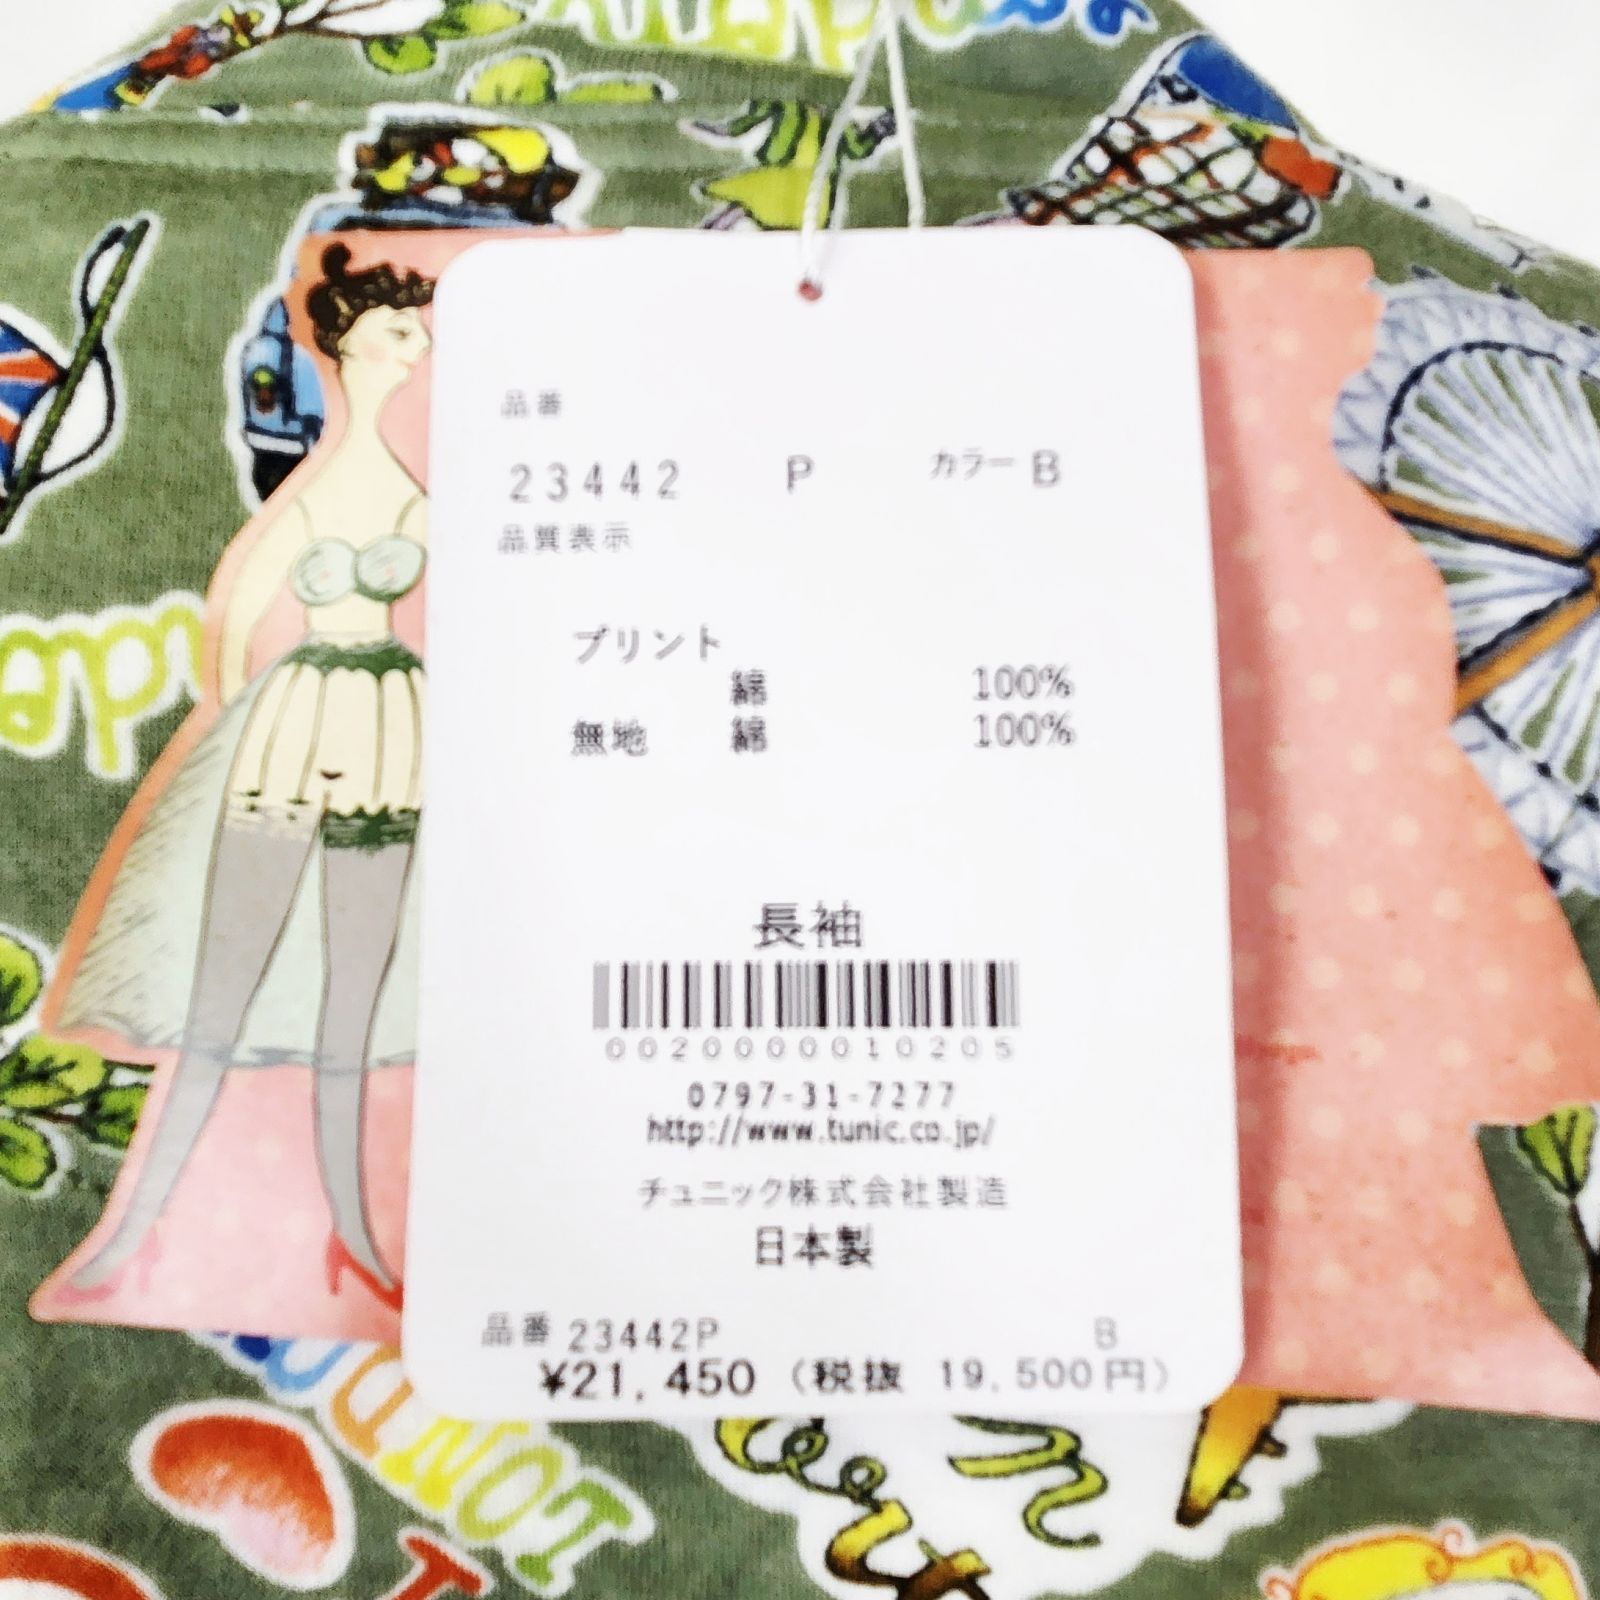 品番
23442 P カラー B
品質表示
プリント
綿 100%
無地 綿 100%
長袖
0020000010205
0797-31-7277
http://www.tunic.co.jp/
チュニック株式会社製造
日本製
品番 23442P B
¥21,450 (税抜 19,500円)
LONDON